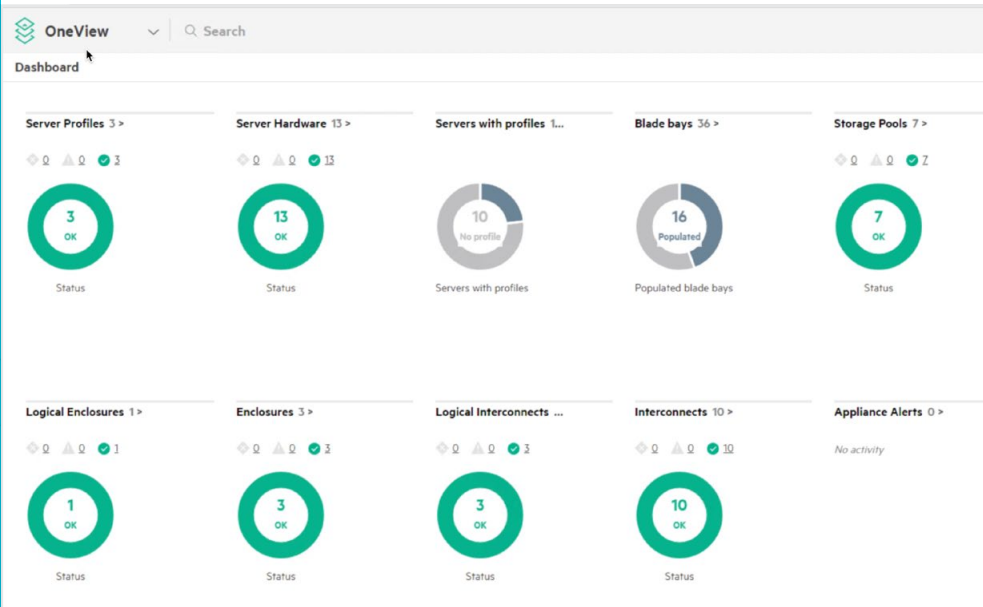 OneView Search
Dashboard
Server Profiles 3 >
0 0 3
3
OK
Status
Server Hardware 13 >
0 0 13
13
OK
Status
Servers with profiles 1...
10
No profile
Servers with profiles
Blade bays 36 >
16
Populated
Populated blade bays
Storage Pools 7 >
0 0 7
7
OK
Status
Logical Enclosures 1 >
0 0 1
1
OK
Status
Enclosures 3 >
0 0 3
3
OK
Status
Logical Interconnects ...
0 0 3
3
OK
Status
Interconnects 10 >
0 0 10
10
OK
Status
Appliance Alerts 0 >
No activity